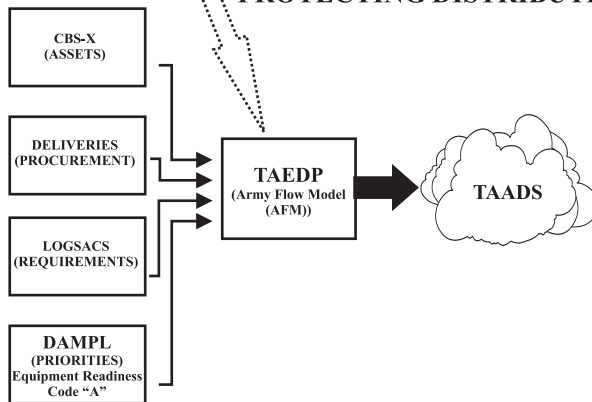 CBS-X
(ASSETS)
DELIVERIES
(PROCUREMENT)
LOGSACS
(REQUIREMENTS)
DAMPL
(PRIORITIES)
Equipment Readiness
Code “A”
TAEDP
(Army Flow Model
(AFM))
TAADS